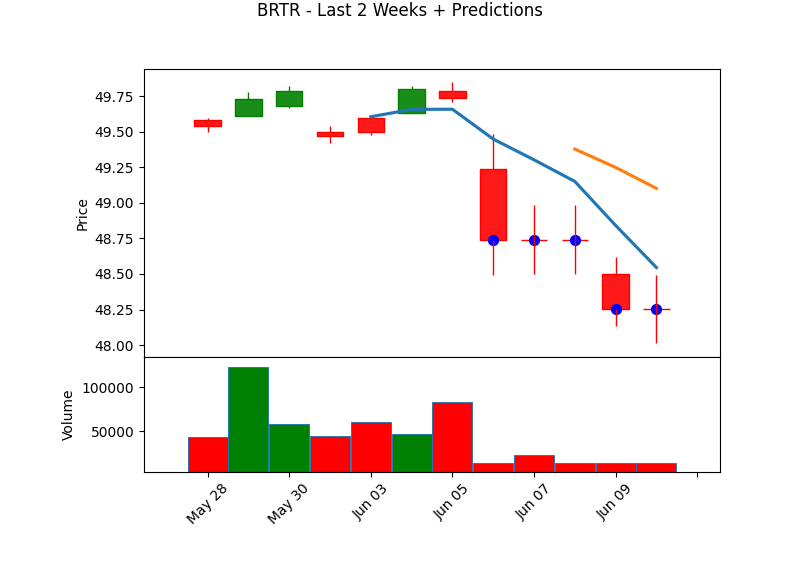 BRTR - Last 2 Weeks + Predictions
Price
49.75
49.50
49.25
49.00
48.75
48.50
48.25
48.00
Volume
100000
50000
May 28
May 30
Jun 03
Jun 05
Jun 07
Jun 09